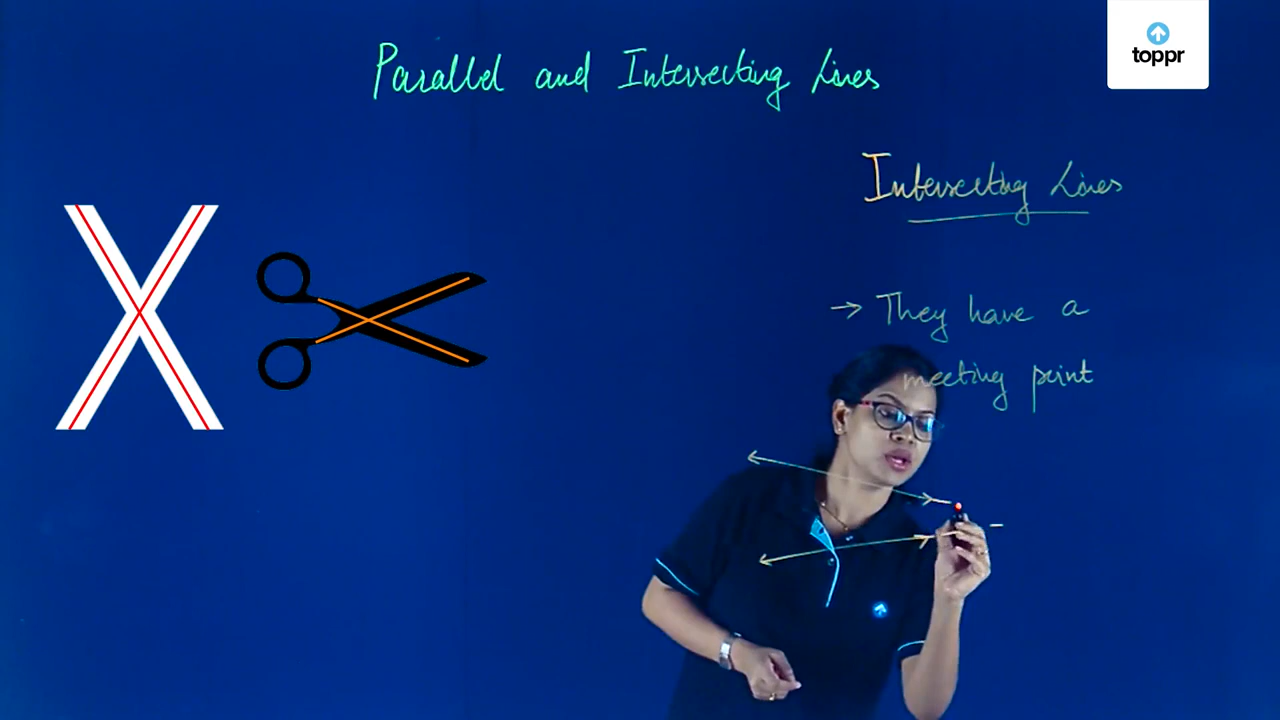 Parallel and Intersecting Lines
toppr
Intersecting Lines
→ They have a
meeting point